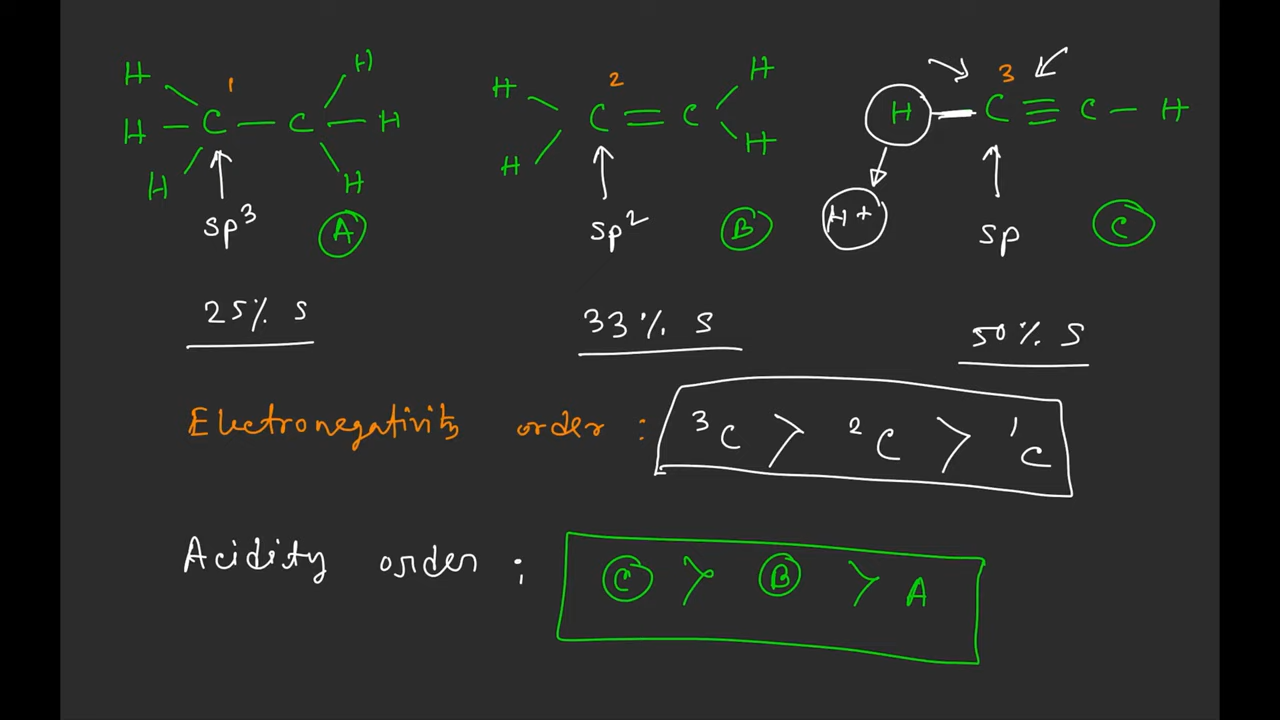 H H H 1 C — C H H H
H H 2 C = C H H
H — 3 C ≡ C — H
H+
sp³ A sp² B sp C
25% s 33% s 50% s
Electronegativity order : ³C > ²C > ¹C
Acidity order ; C > B > A